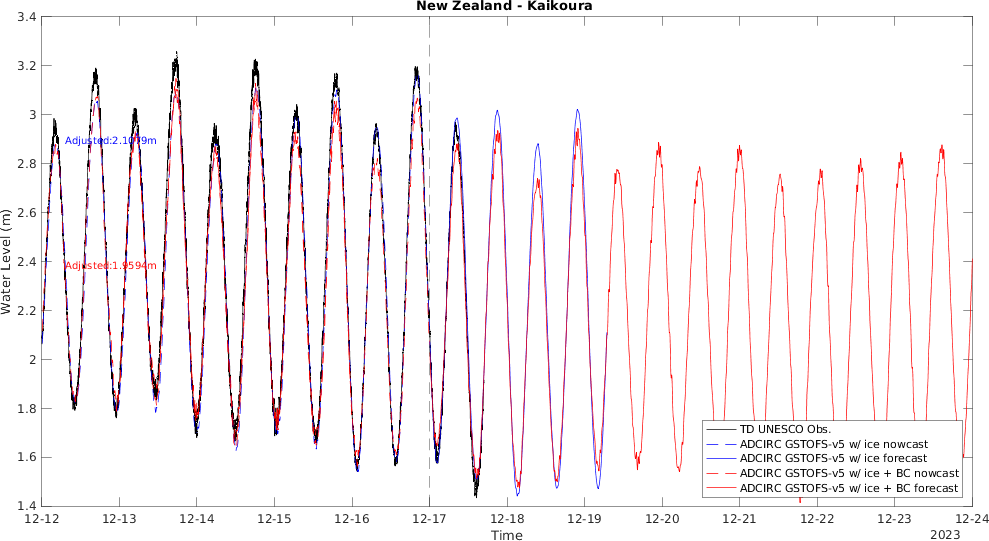 New Zealand - Kaikoura
3.4
3.2
3
2.8
2.6
2.4
2.2
2
1.8
1.6
1.4
Water Level (m)
Adjusted:2.1079m
Adjusted:1.9594m
TD UNESCO Obs.
ADCIRC GSTOFS-v5 w/ ice nowcast
ADCIRC GSTOFS-v5 w/ ice forecast
ADCIRC GSTOFS-v5 w/ ice + BC nowcast
ADCIRC GSTOFS-v5 w/ ice + BC forecast
12-12 12-13 12-14 12-15 12-16 12-17 12-18 12-19 12-20 12-21 12-22 12-23 12-24
Time
2023